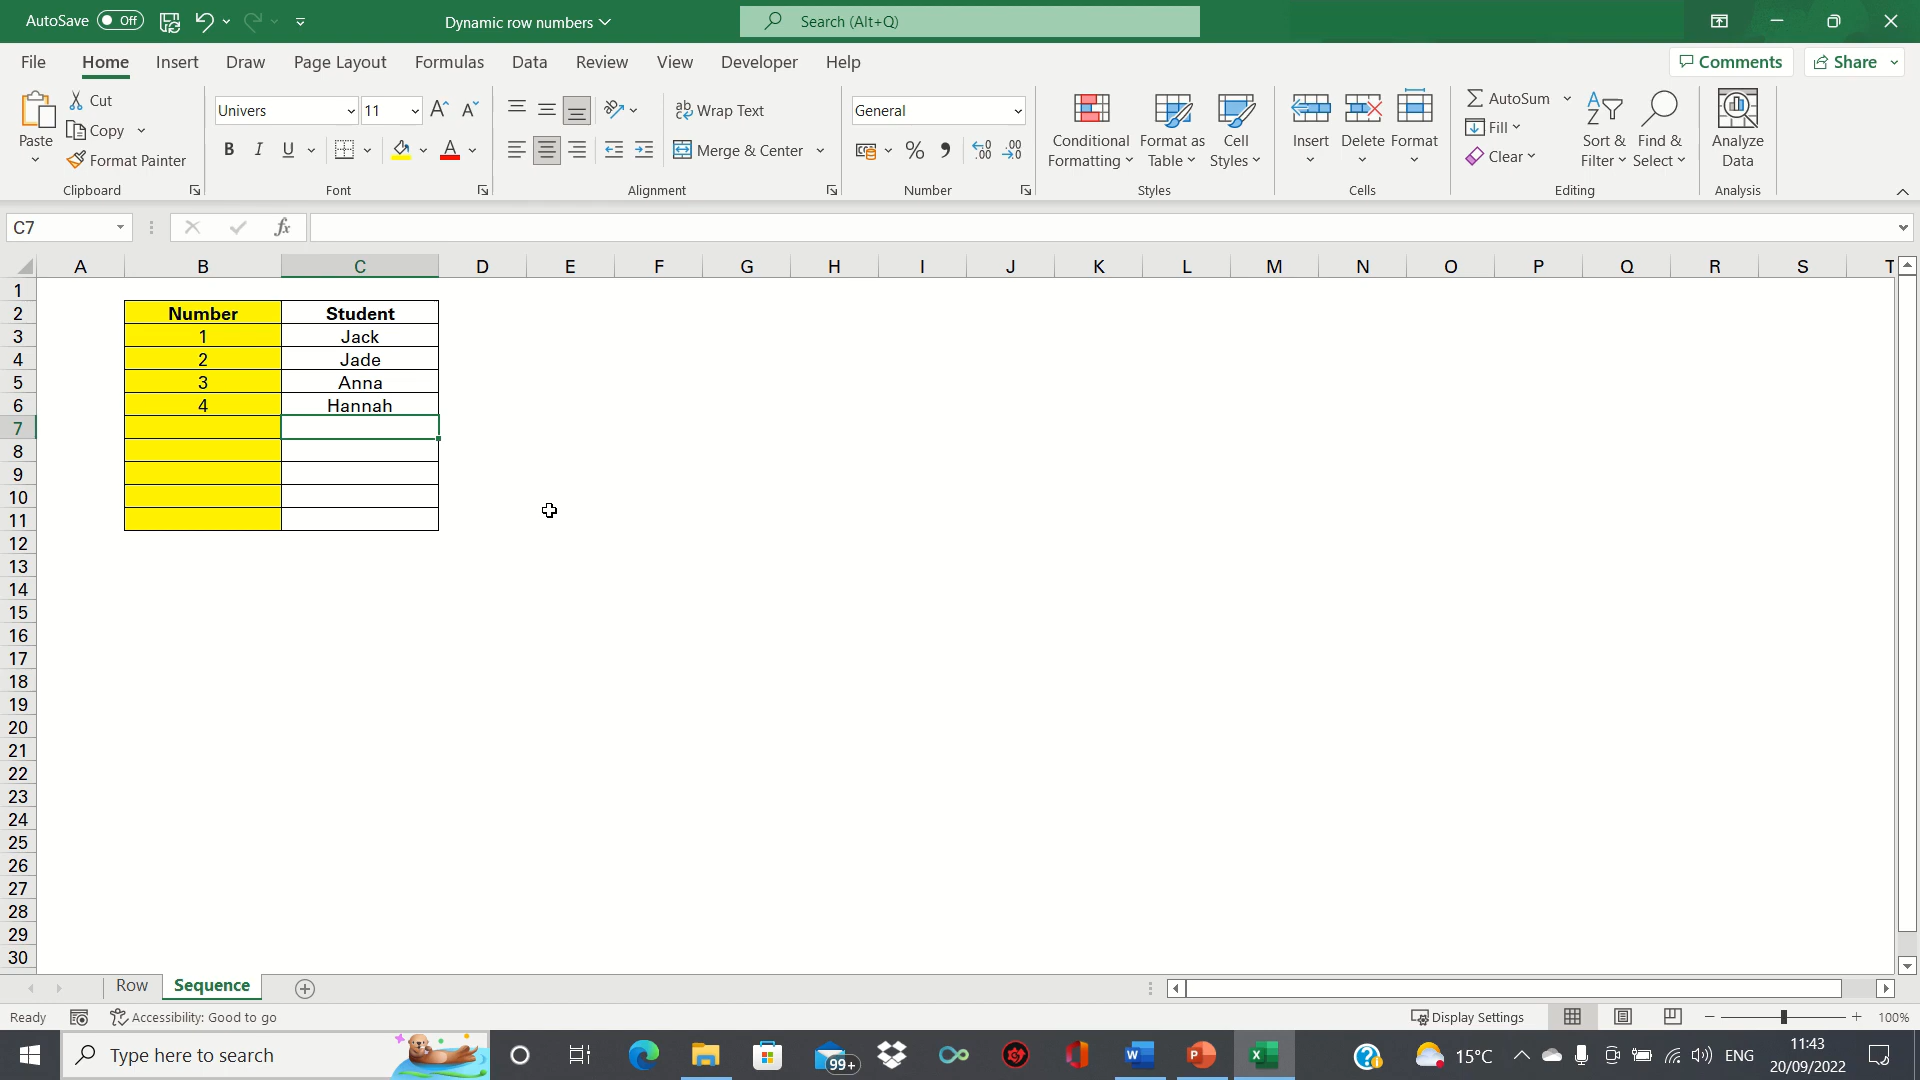 AutoSave Off Dynamic row numbers Search (Alt+Q)
File Home Insert Draw Page Layout Formulas Data Review View Developer Help Comments Share
Paste Cut Copy Format Painter Clipboard
Univers 11 B I U A Font
Wrap Text Merge & Center Alignment
General % Number
Conditional Formatting Format as Table Cell Styles Styles
Insert Delete Format Cells
AutoSum Fill Clear Sort & Filter Find & Select Editing
Analyze Data Analysis
C7 fx
A B C D E F G H I J K L M N O P Q R S T
1
2 Number Student
3 1 Jack
4 2 Jade
5 3 Anna
6 4 Hannah
7
8
9
10
11
12
13
14
15
16
17
18
19
20
21
22
23
24
25
26
27
28
29
30
Row Sequence
Ready Accessibility: Good to go Display Settings 100%
Type here to search 99+ 15°C ENG 11:43
20/09/2022